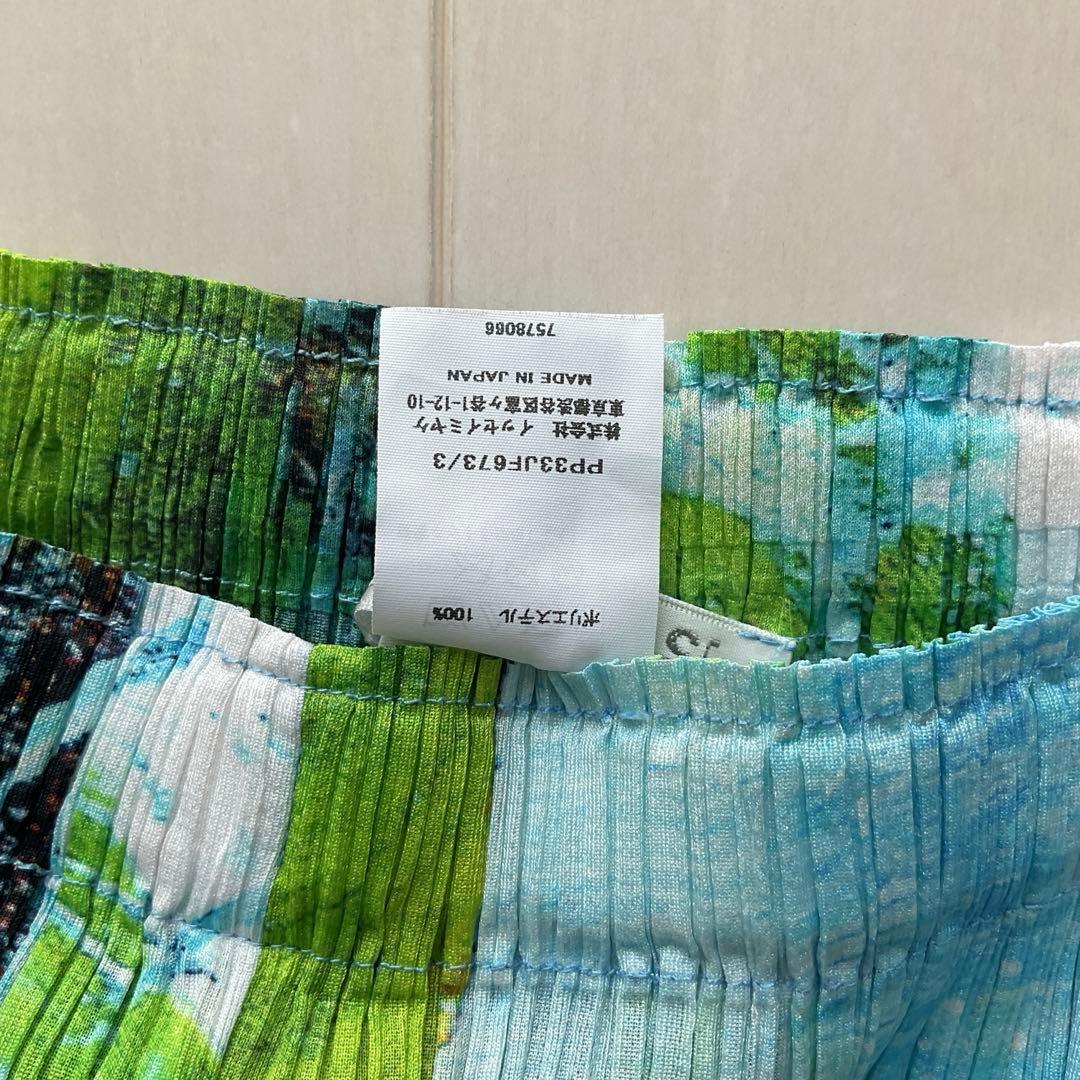 ポリエステル 100%
PP33JF673/3
株式会社 イッセイミヤケ
東京都渋谷区富ヶ谷1-12-10
MADE IN JAPAN
7578066